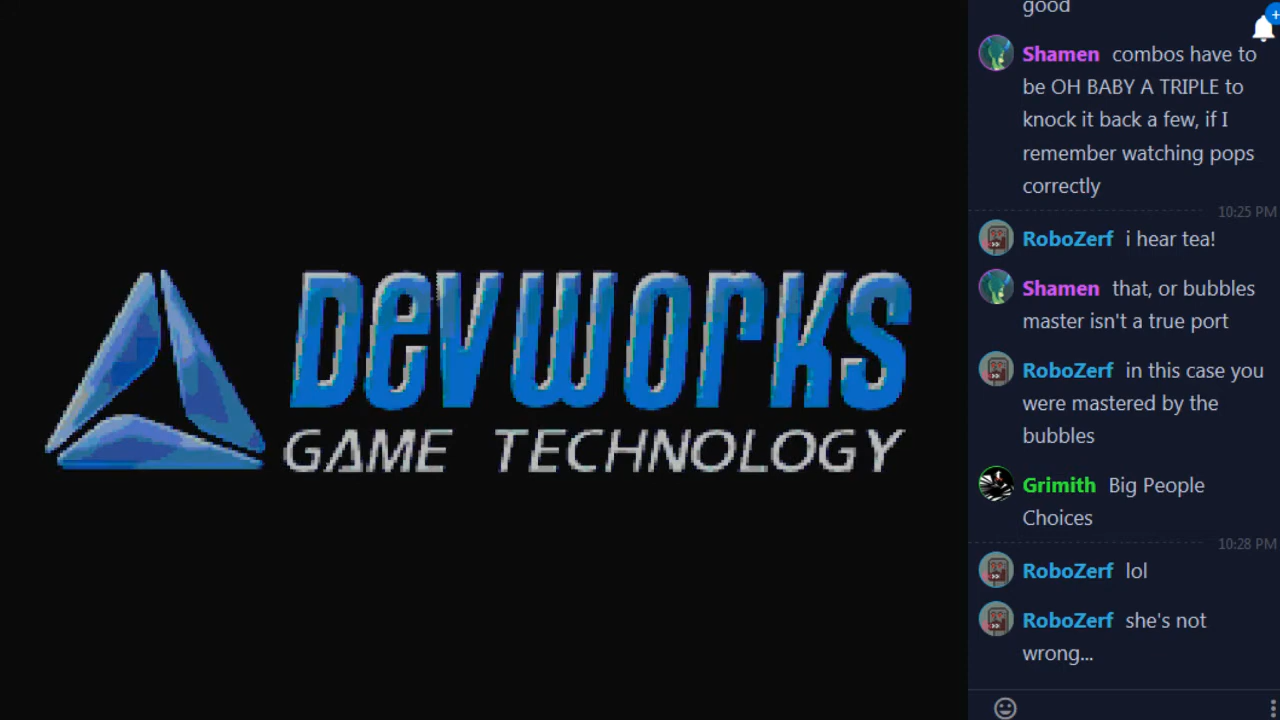 DEVWORKS
GAME TECHNOLOGY
good
Shamen combos have to
be OH BABY A TRIPLE to
knock it back a few, if I
remember watching pops
correctly
10:25 PM
RoboZerf i hear tea!
Shamen that, or bubbles
master isn't a true port
RoboZerf in this case you
were mastered by the
bubbles
Grimith Big People
Choices
10:28 PM
RoboZerf lol
RoboZerf she's not
wrong...